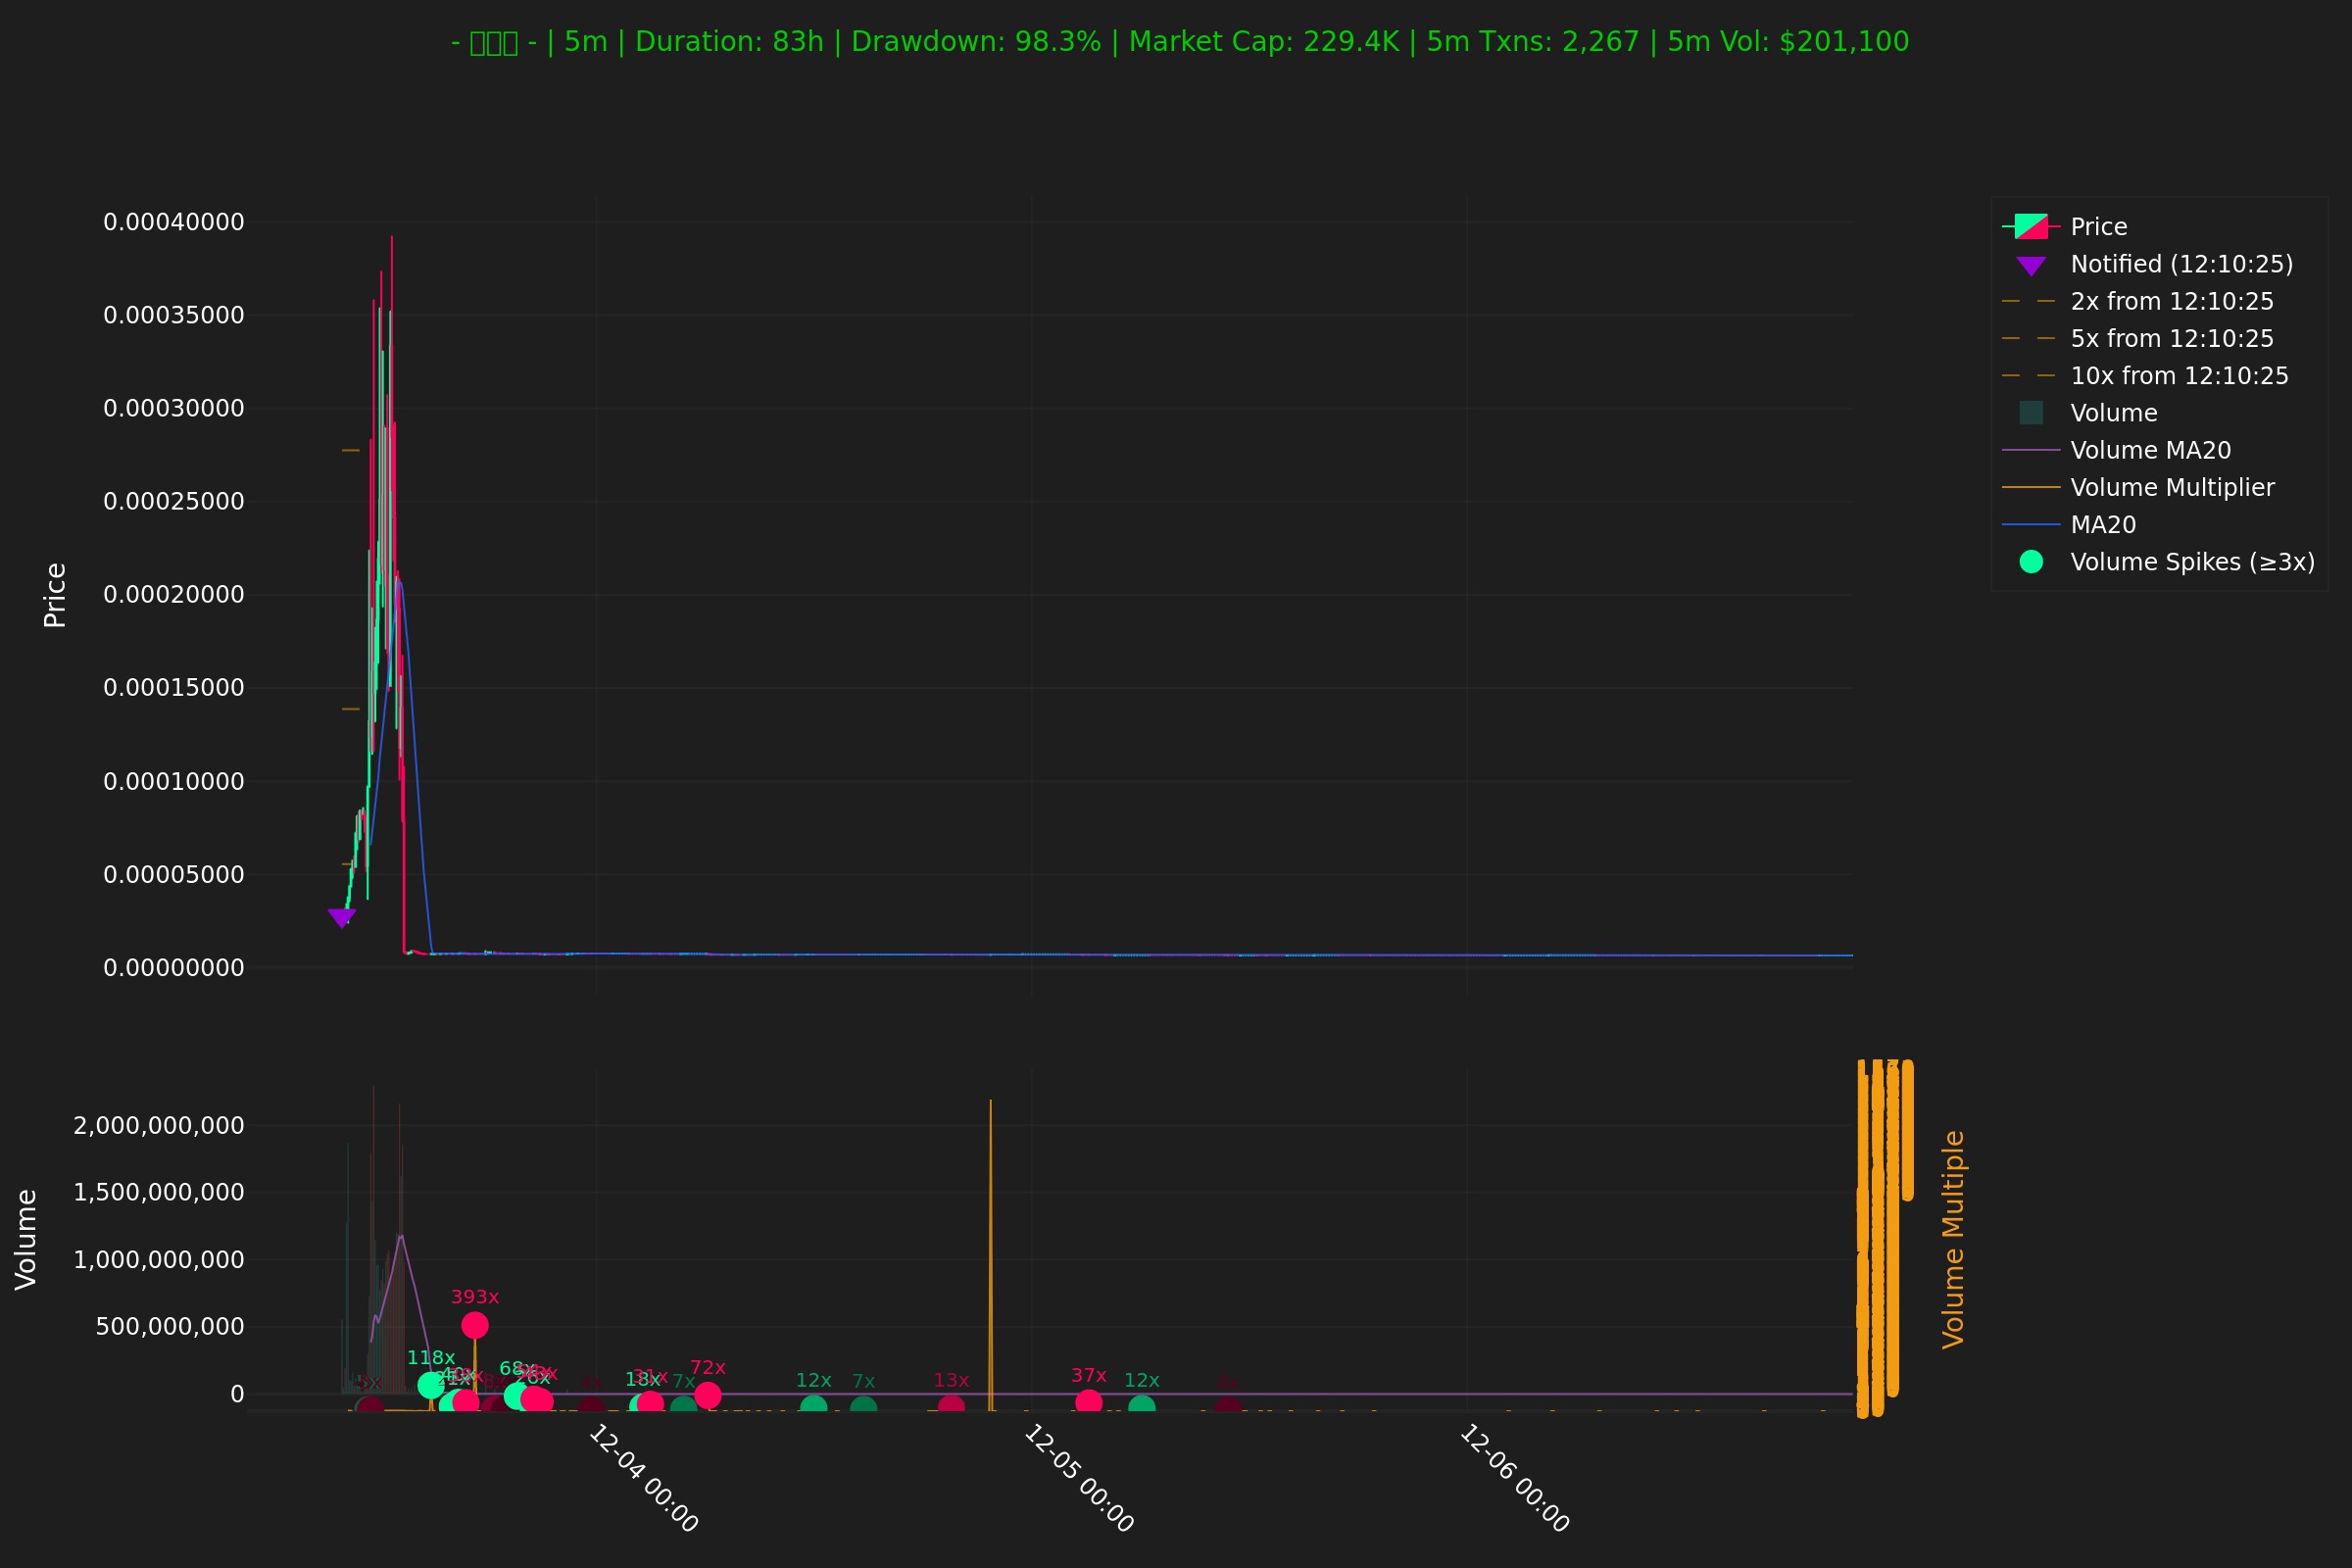 - | 5m | Duration: 83h | Drawdown: 98.3% | Market Cap: 229.4K | 5m Txns: 2,267 | 5m Vol: $201,100
Price
0.00040000
0.00035000
0.00030000
0.00025000
0.00020000
0.00015000
0.00010000
0.00005000
0.00000000
Price
Notified (12:10:25)
2x from 12:10:25
5x from 12:10:25
10x from 12:10:25
Volume
Volume MA20
Volume Multiplier
MA20
Volume Spikes (≥3x)
Volume
2,000,000,000
1,500,000,000
1,000,000,000
500,000,000
0
393x
118x
68x
18x
31x
7x
72x
12x
7x
13x
37x
12x
Volume Multiple
12-04 00:00
12-05 00:00
12-06 00:00